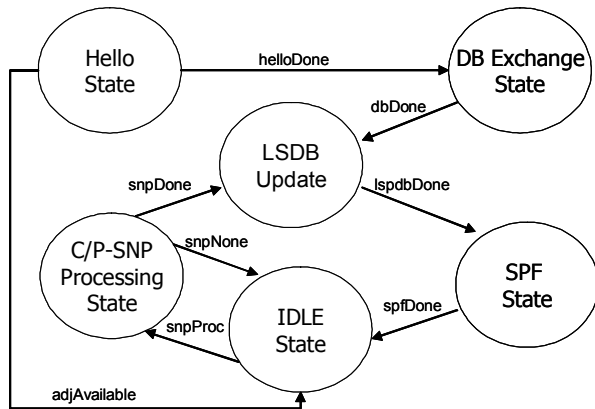 Hello
State
helloDone
DB Exchange
State
dbDone
LSDB
Update
snpDone
lspdbDone
C/P-SNP
Processing
State
snpNone
SPF
State
snpProc
IDLE
State
spfDone
adjAvailable